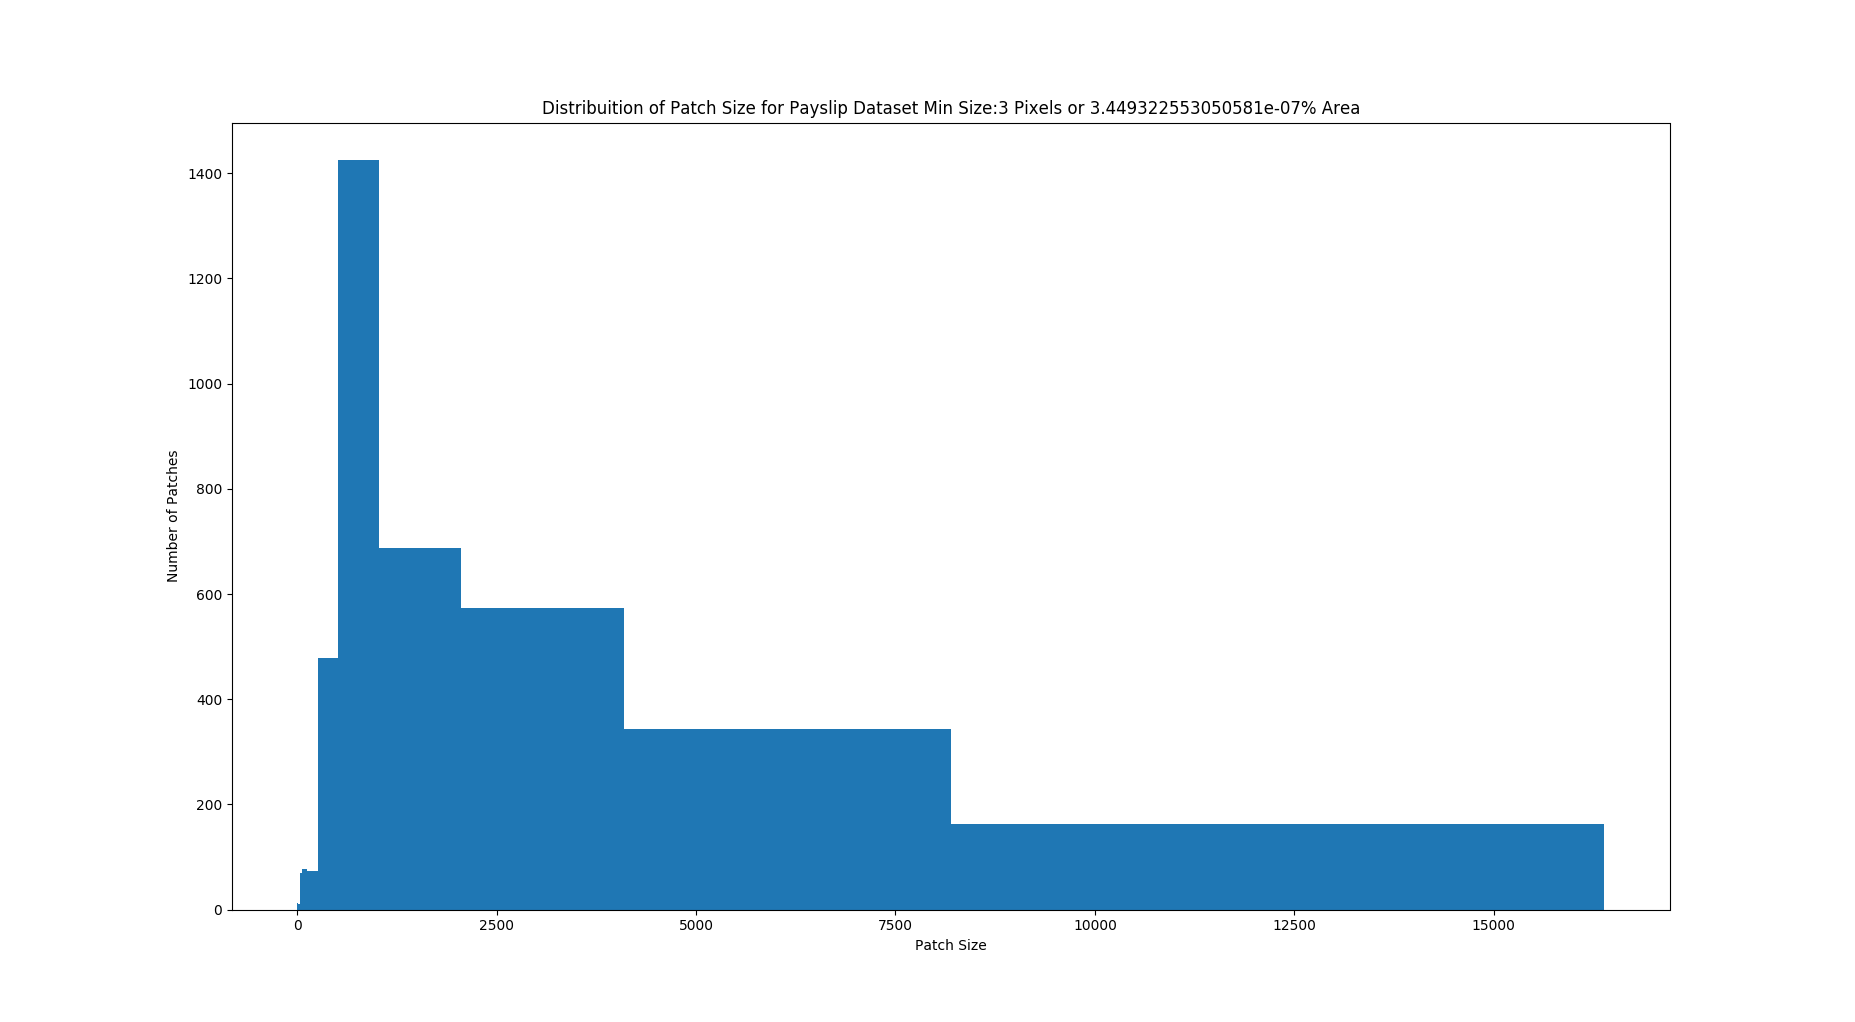 Distribuition of Patch Size for Payslip Dataset Min Size:3 Pixels or 3.449322553050581e-07% Area
1400
1200
1000
800
600
400
200
0
Number of Patches
0 2500 5000 7500 10000 12500 15000
Patch Size